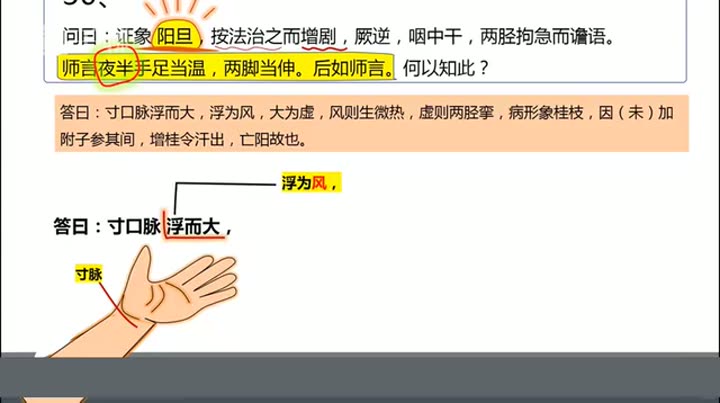 问曰：证象 阳旦，按法治之而增剧，厥逆，咽中干，两胫拘急而谵语。
师言夜半手足当温，两脚当伸。后如师言。何以知此？
答曰：寸口脉浮而大，浮为风，大为虚，风则生微热，虚则两胫挛，病形象桂枝，因（未）加
附子参其间，增桂令汗出，亡阳故也。
浮为风，
答曰：寸口脉 浮而大，
寸脉